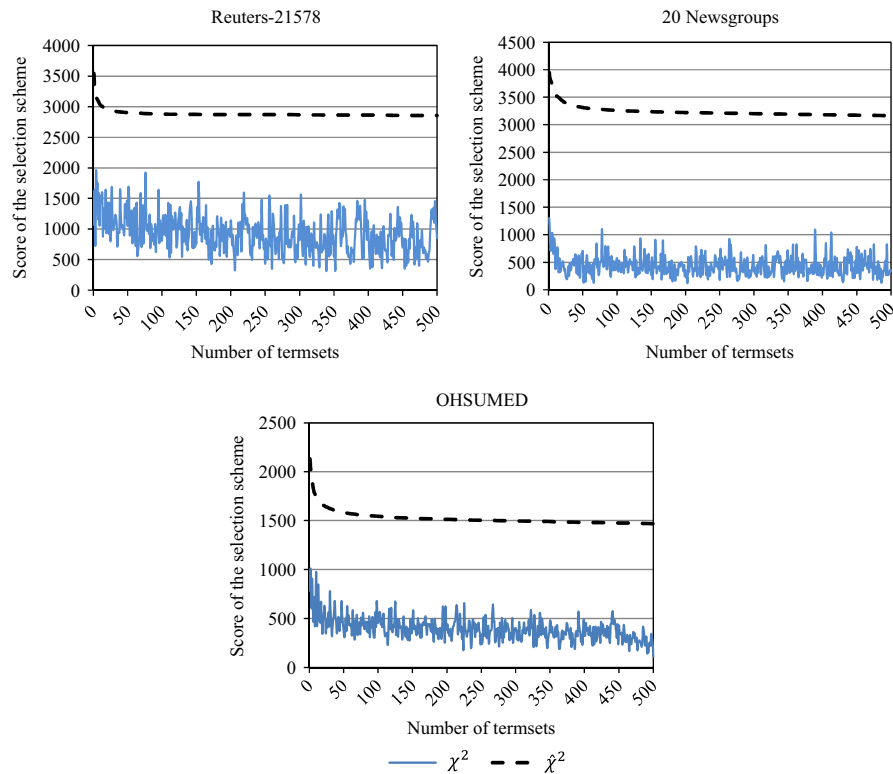 Reuters-21578
Score of the selection scheme
4000
3500
3000
2500
2000
1500
1000
500
0
0 50 100 150 200 250 300 350 400 450 500
Number of termsets
20 Newsgroups
Score of the selection scheme
4500
4000
3500
3000
2500
2000
1500
1000
500
0
0 50 100 150 200 250 300 350 400 450 500
Number of termsets
OHSUMED
Score of the selection scheme
2500
2000
1500
1000
500
0
0 50 100 150 200 250 300 350 400 450 500
Number of termsets
χ² χ̂²